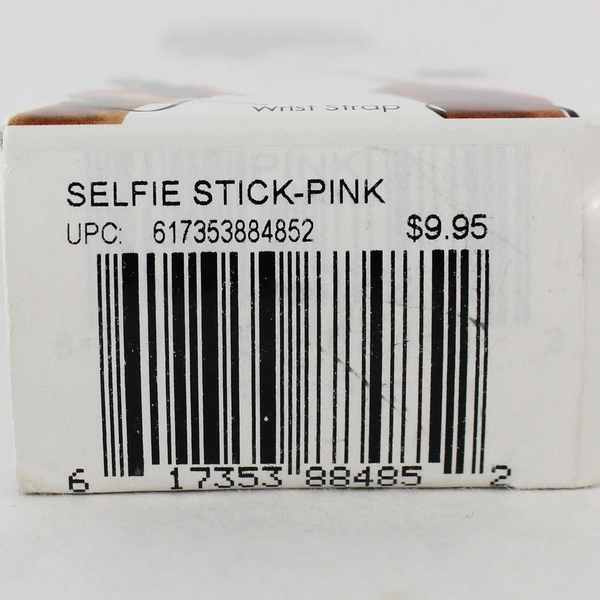 Wrist Strap
SELFIE STICK-PINK
UPC: 617353884852 $9.95
6 17353 88485 2